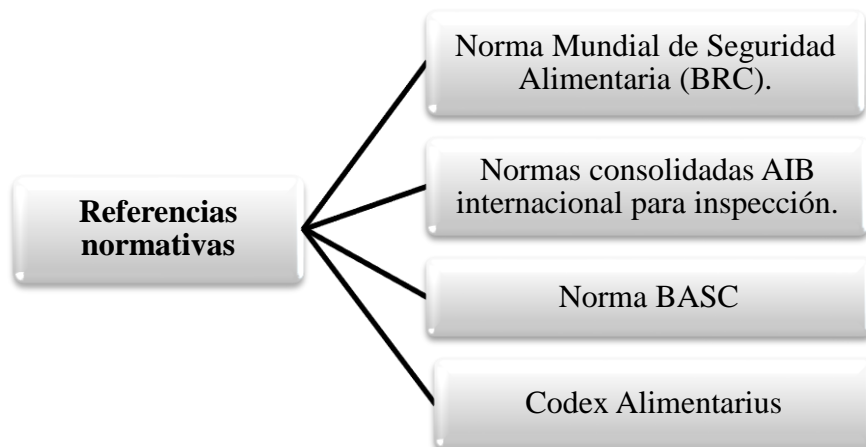 Norma Mundial de Seguridad
Alimentaria (BRC).
Normas consolidadas AIB
internacional para inspección.
Referencias
normativas
Norma BASC
Codex Alimentarius